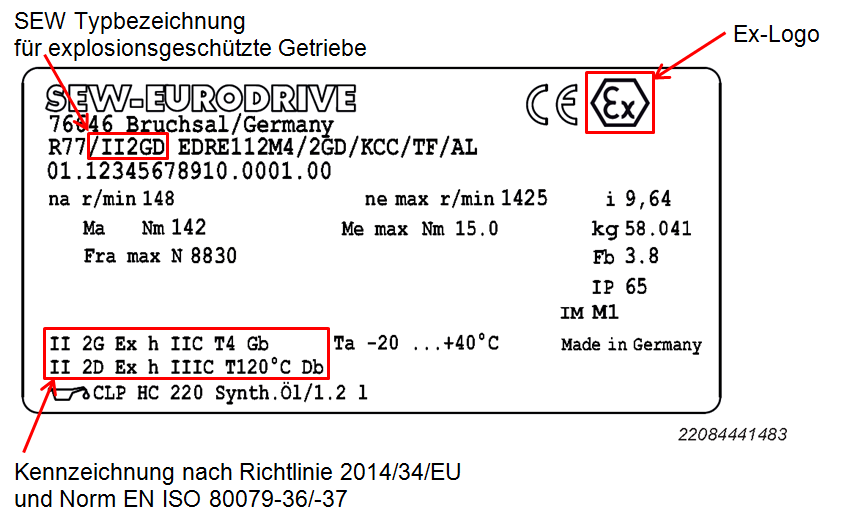 SEW Typbezeichnung
für explosionsgeschützte Getriebe
Ex-Logo
SEW-EURODRIVE CE Ex
76646 Bruchsal/Germany
R77/II2GD EDRE112M4/2GD/KCC/TF/AL
01.12345678910.0001.00
na r/min 148 ne max r/min 1425 i 9,64
Ma Nm 142 Me max Nm 15.0 kg 58.041
Fra max N 8830 Fb 3.8
IP 65
IM M1
II 2G Ex h IIC T4 Gb Ta -20 ...+40°C Made in Germany
II 2D Ex h IIIC T120°C Db
CLP HC 220 Synth.Öl/1.2 l
22084441483
Kennzeichnung nach Richtlinie 2014/34/EU
und Norm EN ISO 80079-36/-37